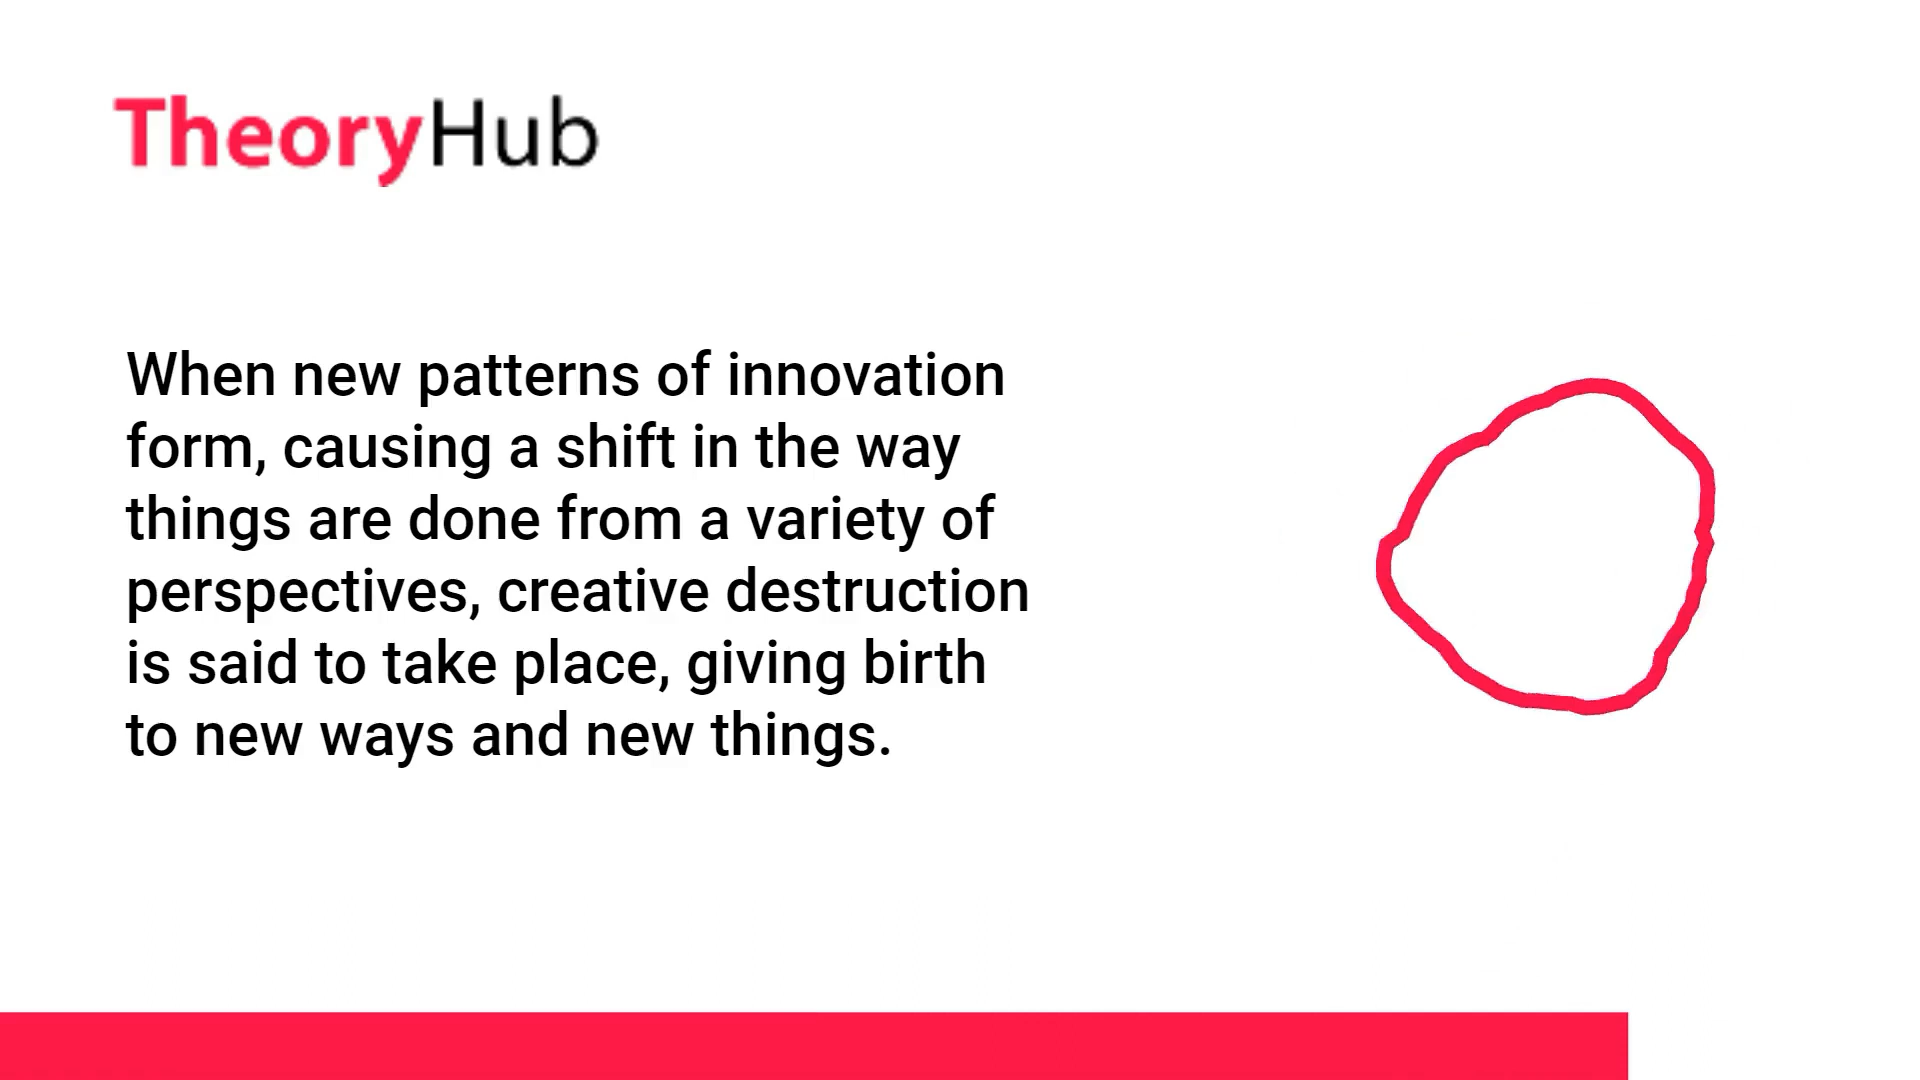 TheoryHub
When new patterns of innovation
form, causing a shift in the way
things are done from a variety of
perspectives, creative destruction
is said to take place, giving birth
to new ways and new things.